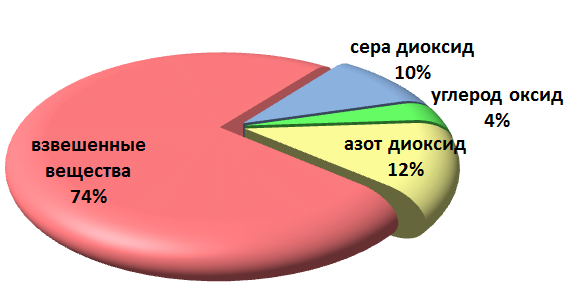 сера диоксид
10%
углерод оксид
4%
азот диоксид
12%
взвешенные
вещества
74%